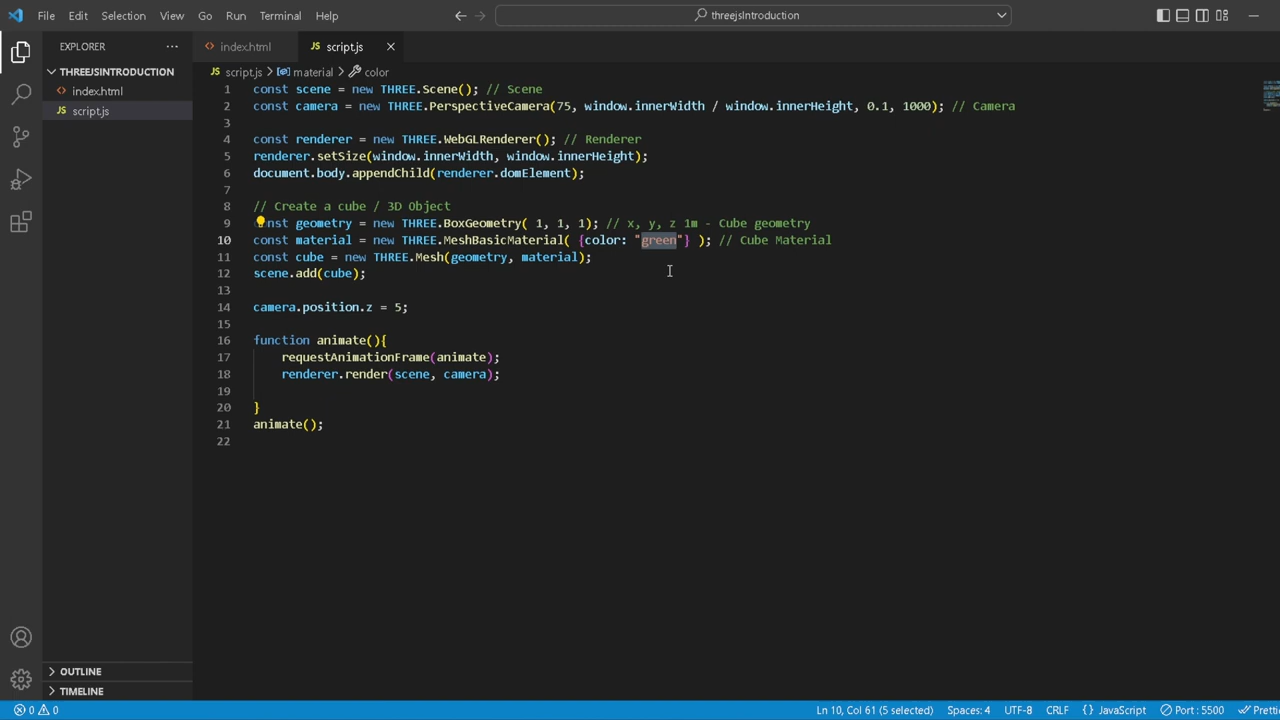 File Edit Selection View Go Run Terminal Help
threejsIntroduction
EXPLORER
THREEJSINTRODUCTION
index.html
script.js
OUTLINE
TIMELINE
index.html
JS script.js
JS script.js > material > color
1 const scene = new THREE.Scene(); // Scene
2 const camera = new THREE.PerspectiveCamera(75, window.innerWidth / window.innerHeight, 0.1, 1000); // Camera
3
4 const renderer = new THREE.WebGLRenderer(); // Renderer
5 renderer.setSize(window.innerWidth, window.innerHeight);
6 document.body.appendChild(renderer.domElement);
7
8 // Create a cube / 3D Object
9 nst geometry = new THREE.BoxGeometry( 1, 1, 1); // x, y, z 1m - Cube geometry
10 const material = new THREE.MeshBasicMaterial( {color: "green"} ); // Cube Material
11 const cube = new THREE.Mesh(geometry, material);
12 scene.add(cube);
13
14 camera.position.z = 5;
15
16 function animate(){
17 requestAnimationFrame(animate);
18 renderer.render(scene, camera);
19
20 }
21 animate();
22
0 0 Ln 10, Col 61 (5 selected) Spaces: 4 UTF-8 CRLF {} JavaScript Port : 5500